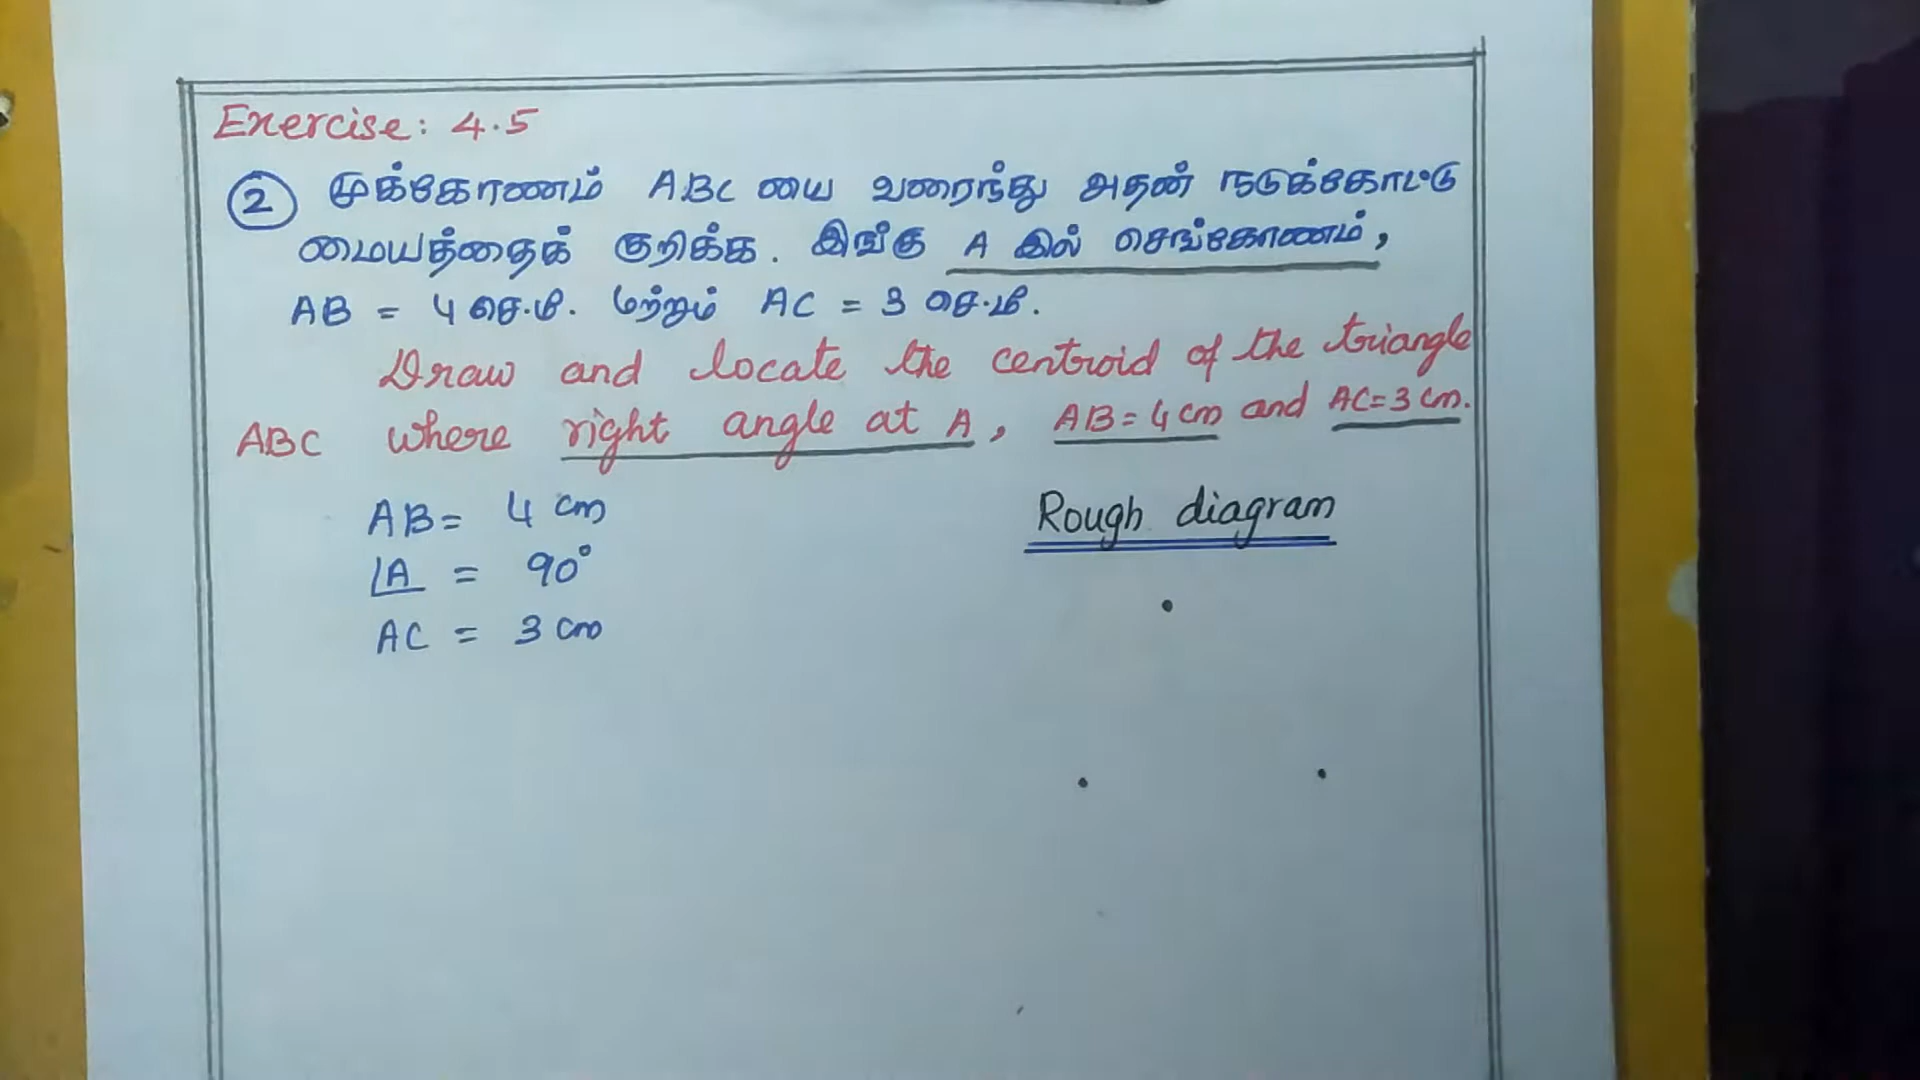 Exercise: 4.5
2 முக்கோணம் ABC யை வரைந்து அதன் நடுக்கோட்டு
மையத்தைக் குறிக்க. இங்கு A இல் செங்கோணம்,
AB = 4 செ.மீ. மற்றும் AC = 3 செ.மீ.
Draw and locate the centroid of the triangle
ABC where right angle at A, AB = 4 cm and AC = 3 cm.
AB = 4 cm
Rough diagram
∠A = 90°
AC = 3 cm